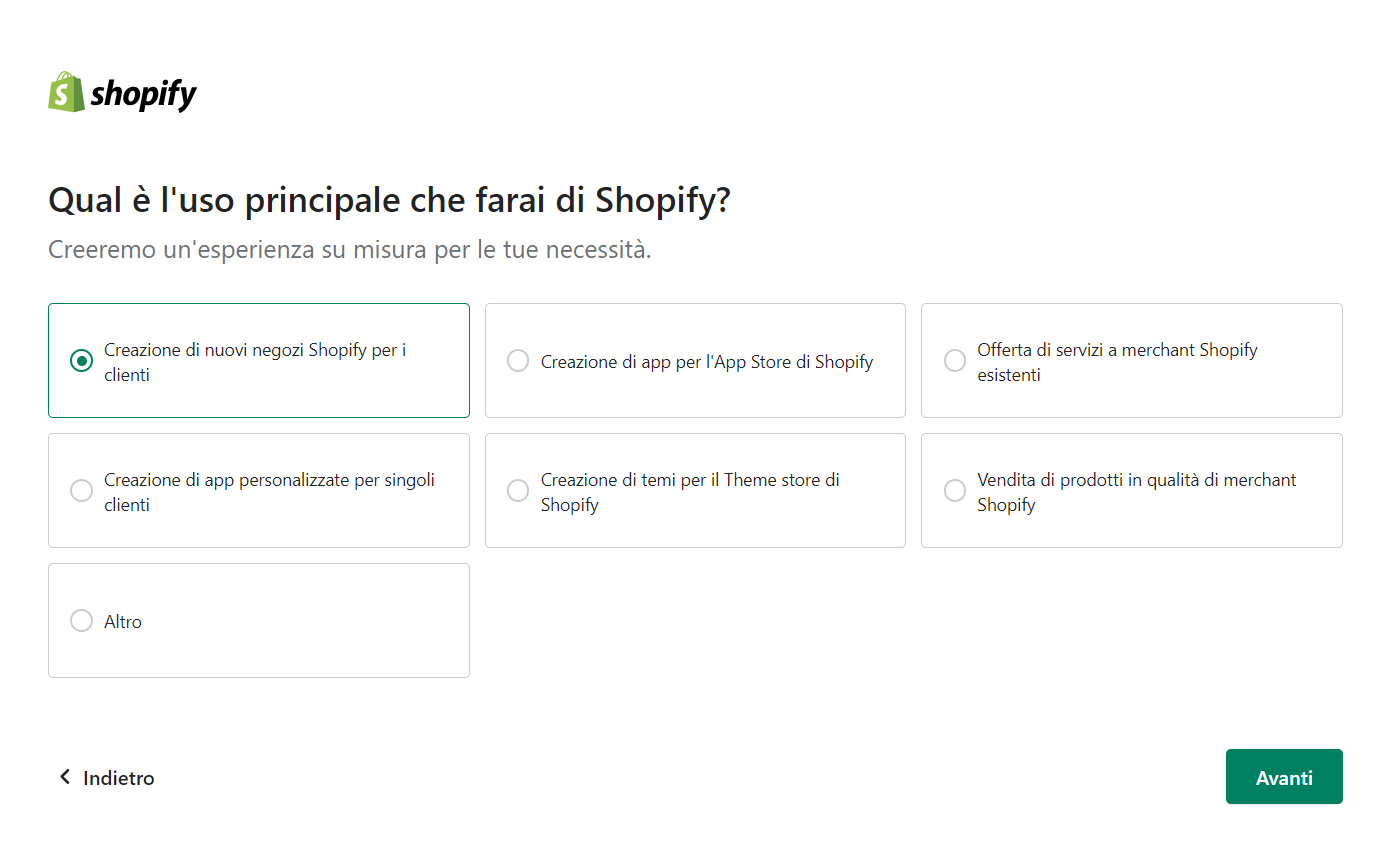 shopify
Qual è l'uso principale che farai di Shopify?
Creeremo un'esperienza su misura per le tue necessità.
Creazione di nuovi negozi Shopify per i
clienti
Creazione di app per l'App Store di Shopify
Offerta di servizi a merchant Shopify
esistenti
Creazione di app personalizzate per singoli
clienti
Creazione di temi per il Theme store di
Shopify
Vendita di prodotti in qualità di merchant
Shopify
Altro
Indietro
Avanti